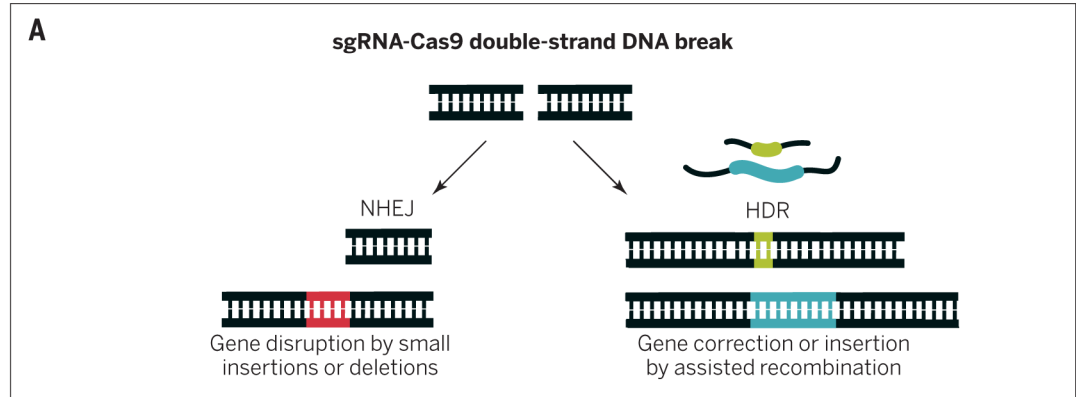 A
sgRNA-Cas9 double-strand DNA break
NHEJ
HDR
Gene disruption by small
insertions or deletions
Gene correction or insertion
by assisted recombination